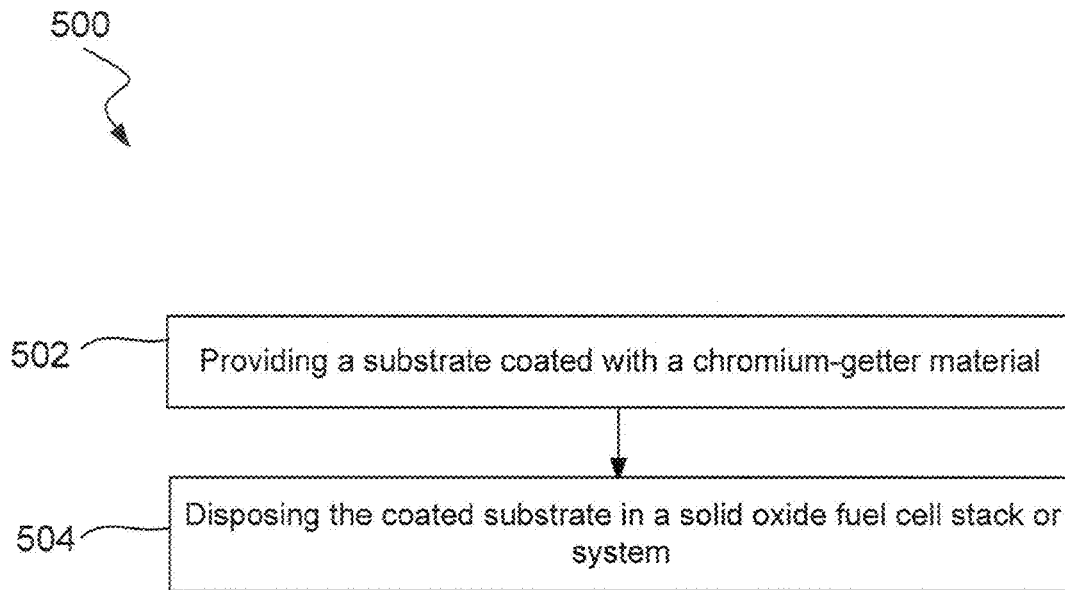 500
502
Providing a substrate coated with a chromium-getter material
504
Disposing the coated substrate in a solid oxide fuel cell stack or
system